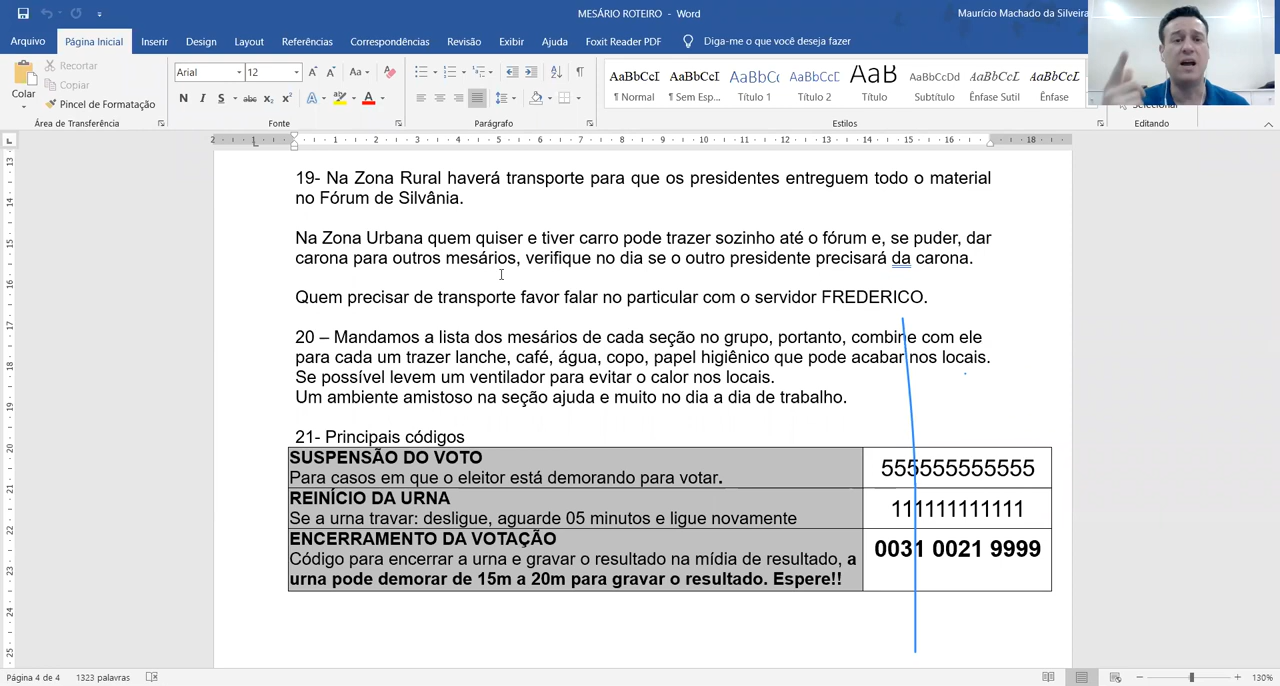 MESÁRIO ROTEIRO - Word
Maurício Machado da Silveira
Arquivo Página Inicial Inserir Design Layout Referências Correspondências Revisão Exibir Ajuda Foxit Reader PDF Diga-me o que você deseja fazer
Colar
Recortar
Copiar
Pincel de Formatação
Área de Transferência
Arial 12
N I S abc x₂ x²
Fonte
Parágrafo
AaBbCcI AaBbCcI AaBbCc AaBbCcI AaB AaBbCcDd AaBbCcI AaBbCcI
¶ Normal ¶ Sem Esp... Título 1 Título 2 Título Subtítulo Ênfase Sutil Ênfase
Estilos
Editando
19- Na Zona Rural haverá transporte para que os presidentes entreguem todo o material
no Fórum de Silvânia.
Na Zona Urbana quem quiser e tiver carro pode trazer sozinho até o fórum e, se puder, dar
carona para outros mesários, verifique no dia se o outro presidente precisará da carona.
Quem precisar de transporte favor falar no particular com o servidor FREDERICO.
20 – Mandamos a lista dos mesários de cada seção no grupo, portanto, combine com ele
para cada um trazer lanche, café, água, copo, papel higiênico que pode acabar nos locais.
Se possível levem um ventilador para evitar o calor nos locais.
Um ambiente amistoso na seção ajuda e muito no dia a dia de trabalho.
21- Principais códigos
SUSPENSÃO DO VOTO
Para casos em que o eleitor está demorando para votar.
555555555555
REINÍCIO DA URNA
Se a urna travar: desligue, aguarde 05 minutos e ligue novamente
111111111111
ENCERRAMENTO DA VOTAÇÃO
Código para encerrar a urna e gravar o resultado na mídia de resultado, a
urna pode demorar de 15m a 20m para gravar o resultado. Espere!!
0031 0021 9999
Página 4 de 4 1323 palavras 130%